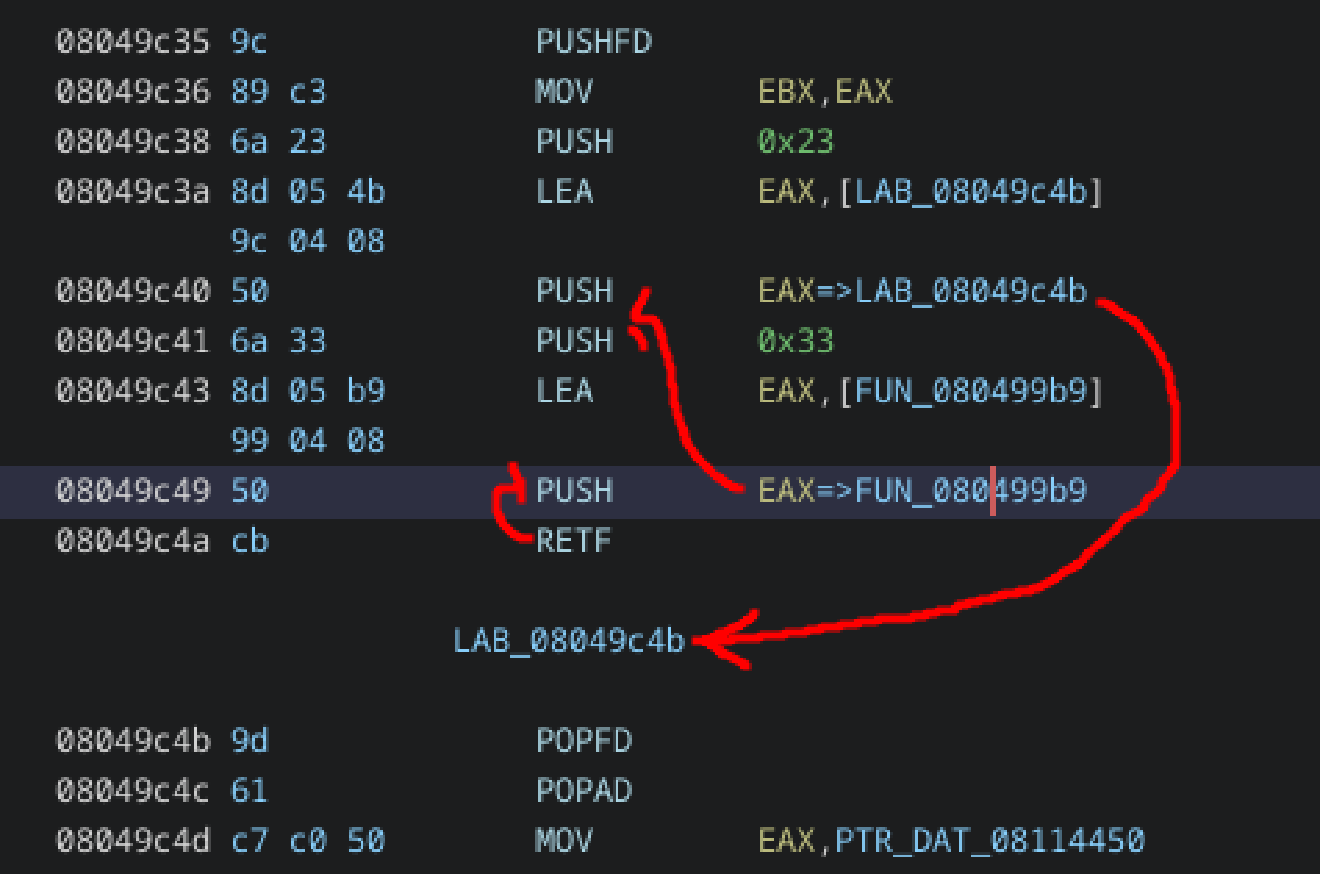 08049c35 9c PUSHFD
08049c36 89 c3 MOV EBX,EAX
08049c38 6a 23 PUSH 0x23
08049c3a 8d 05 4b LEA EAX,[LAB_08049c4b]
9c 04 08
08049c40 50 PUSH EAX=>LAB_08049c4b
08049c41 6a 33 PUSH 0x33
08049c43 8d 05 b9 LEA EAX,[FUN_080499b9]
99 04 08
08049c49 50 PUSH EAX=>FUN_080499b9
08049c4a cb RETF
LAB_08049c4b
08049c4b 9d POPFD
08049c4c 61 POPAD
08049c4d c7 c0 50 MOV EAX,PTR_DAT_08114450